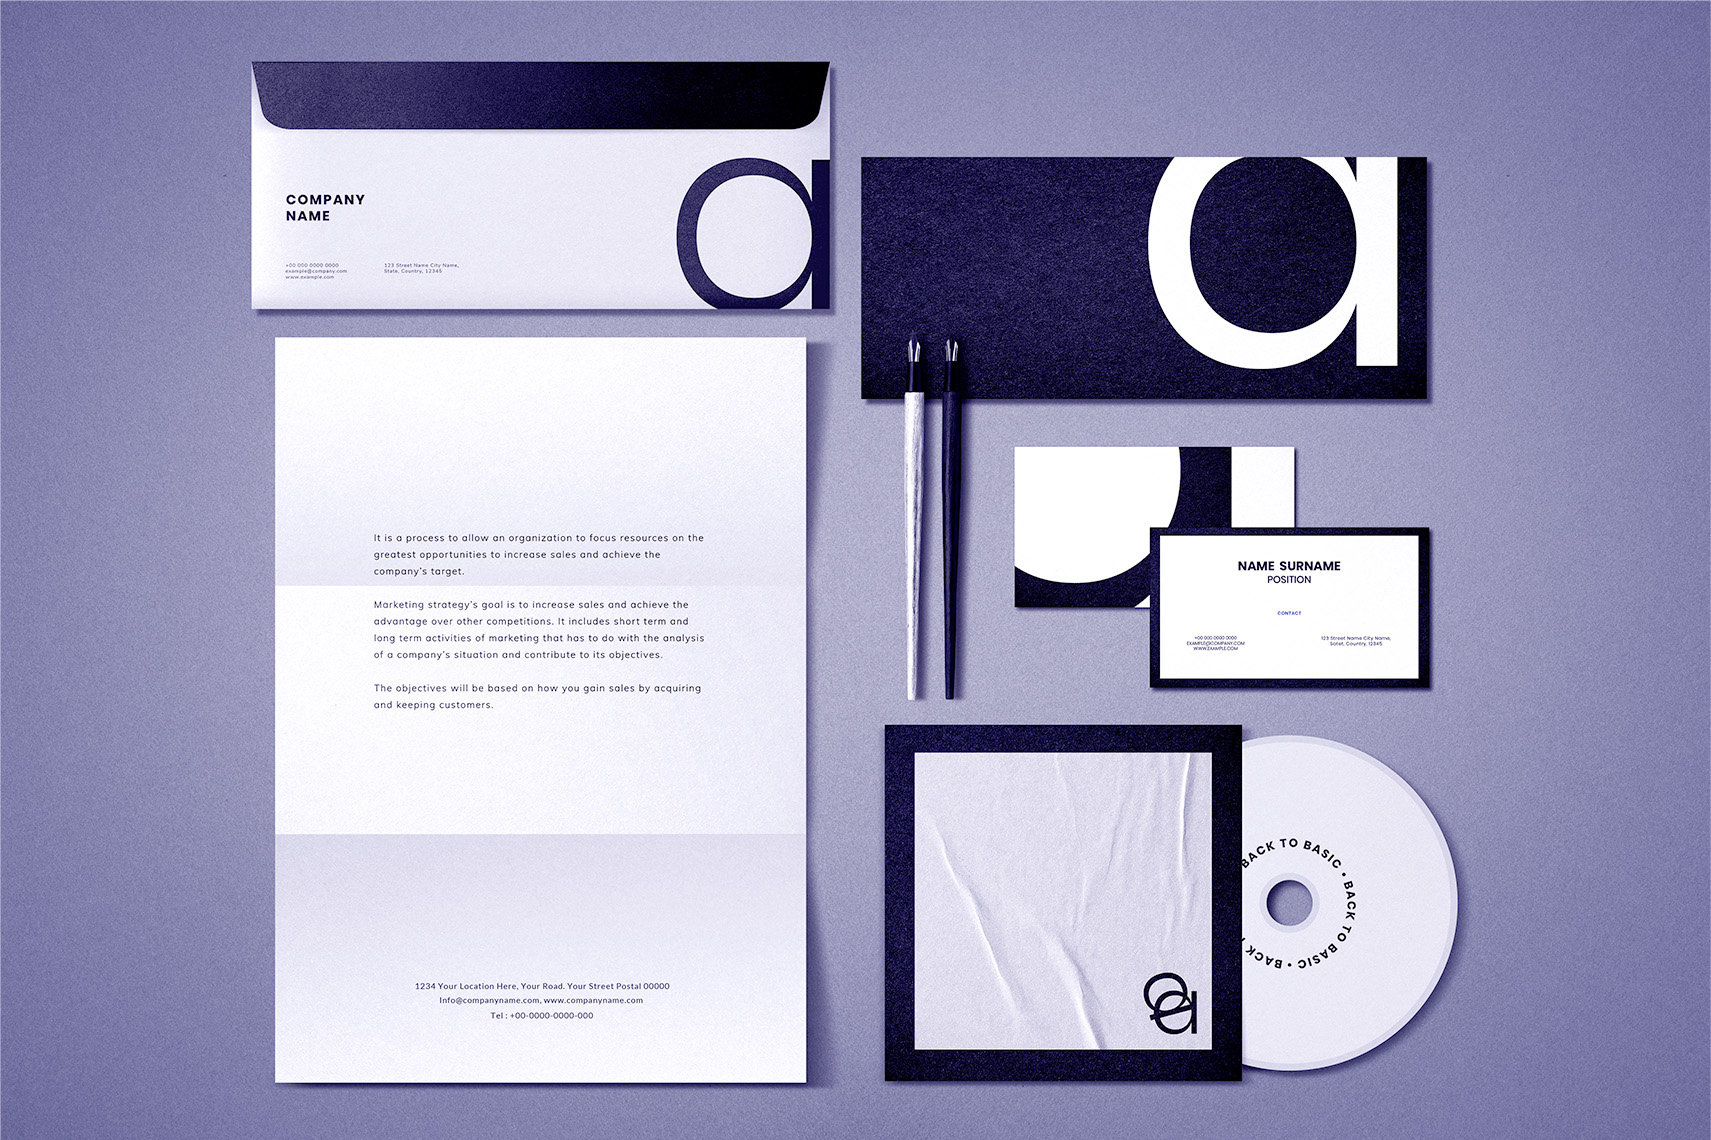 COMPANY
NAME
+00 000 0000 0000
example@company.com
www.example.com
123 Street Name City Name,
State, Country, 12345
a
a
It is a process to allow an organization to focus resources on the
greatest opportunities to increase sales and achieve the
company's target.
Marketing strategy's goal is to increase sales and achieve the
advantage over other competitions. It includes short term and
long term activities of marketing that has to do with the analysis
of a company's situation and contribute to its objectives.
The objectives will be based on how you gain sales by acquiring
and keeping customers.
1234 Your Location Here, Your Road. Your Street Postal 00000
Info@companyname.com, www.companyname.com
Tel : +00-0000-0000-000
NAME SURNAME
POSITION
CONTACT
+00 000 0000 0000
EXAMPLE@COMPANY.COM
WWW.EXAMPLE.COM
123 Street Name City Name,
Satet, Country, 12345
BACK TO BASIC • BACK TO BASIC • BACK
ea